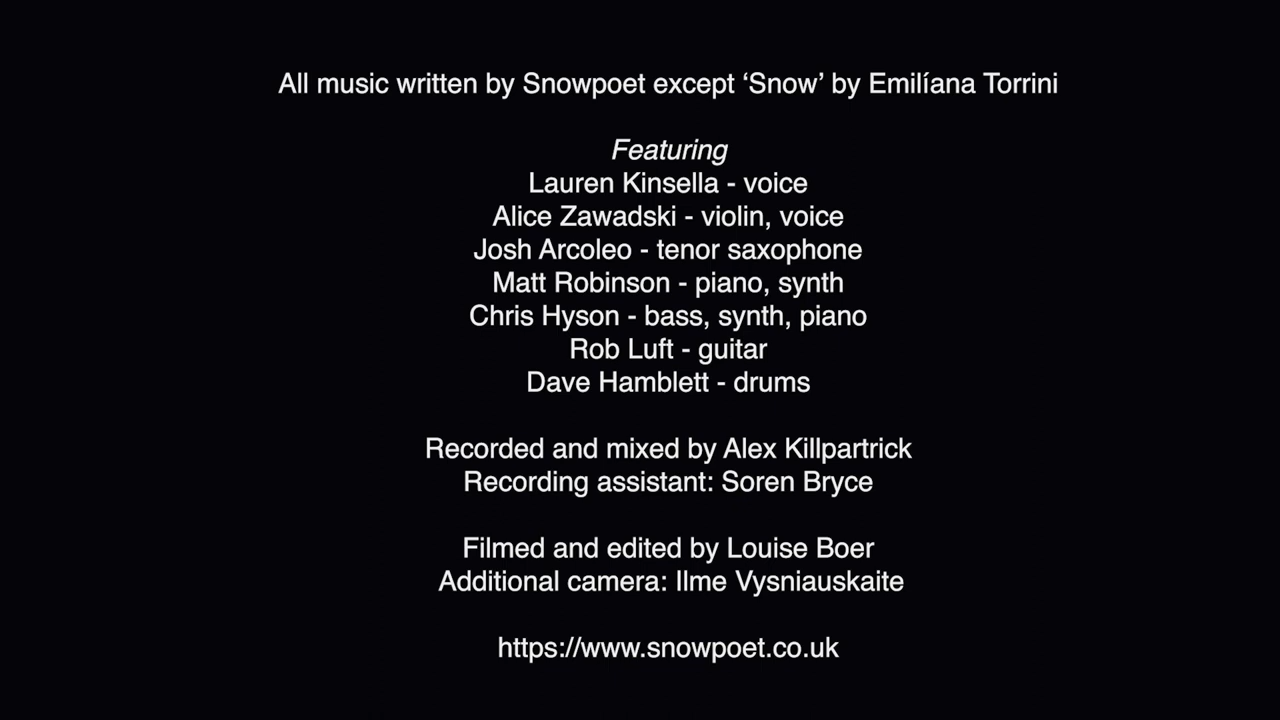 All music written by Snowpoet except ‘Snow’ by Emilíana Torrini
Featuring
Lauren Kinsella - voice
Alice Zawadski - violin, voice
Josh Arcoleo - tenor saxophone
Matt Robinson - piano, synth
Chris Hyson - bass, synth, piano
Rob Luft - guitar
Dave Hamblett - drums
Recorded and mixed by Alex Killpartrick
Recording assistant: Soren Bryce
Filmed and edited by Louise Boer
Additional camera: Ilme Vysniauskaite
https://www.snowpoet.co.uk